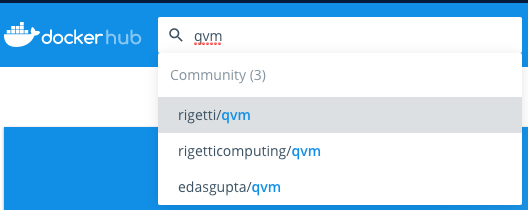 dockerhub
qvm
Community (3)
rigetti/qvm
rigetticomputing/qvm
edasgupta/qvm